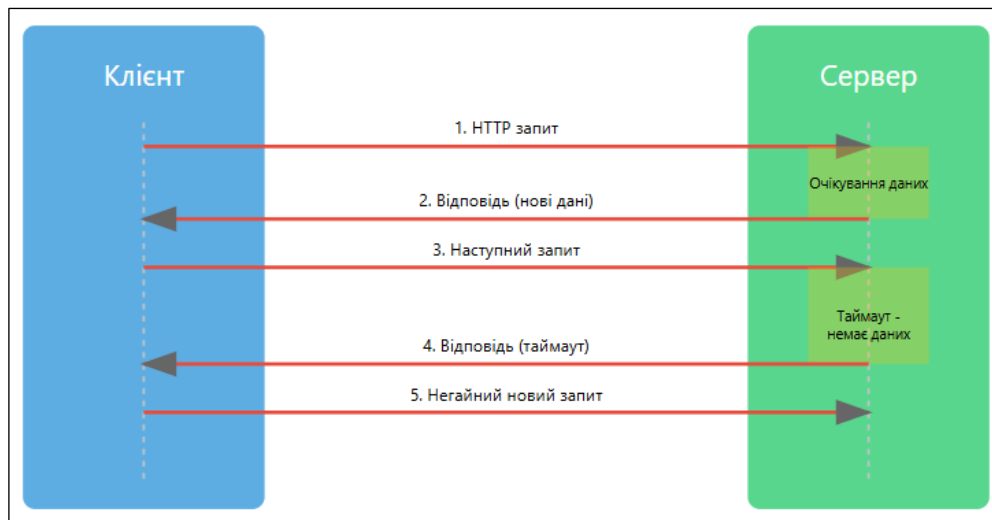 Клієнт
Сервер
1. HTTP запит
Очікування даних
2. Відповідь (нові дані)
3. Наступний запит
Таймаут -
немає даних
4. Відповідь (таймаут)
5. Негайний новий запит